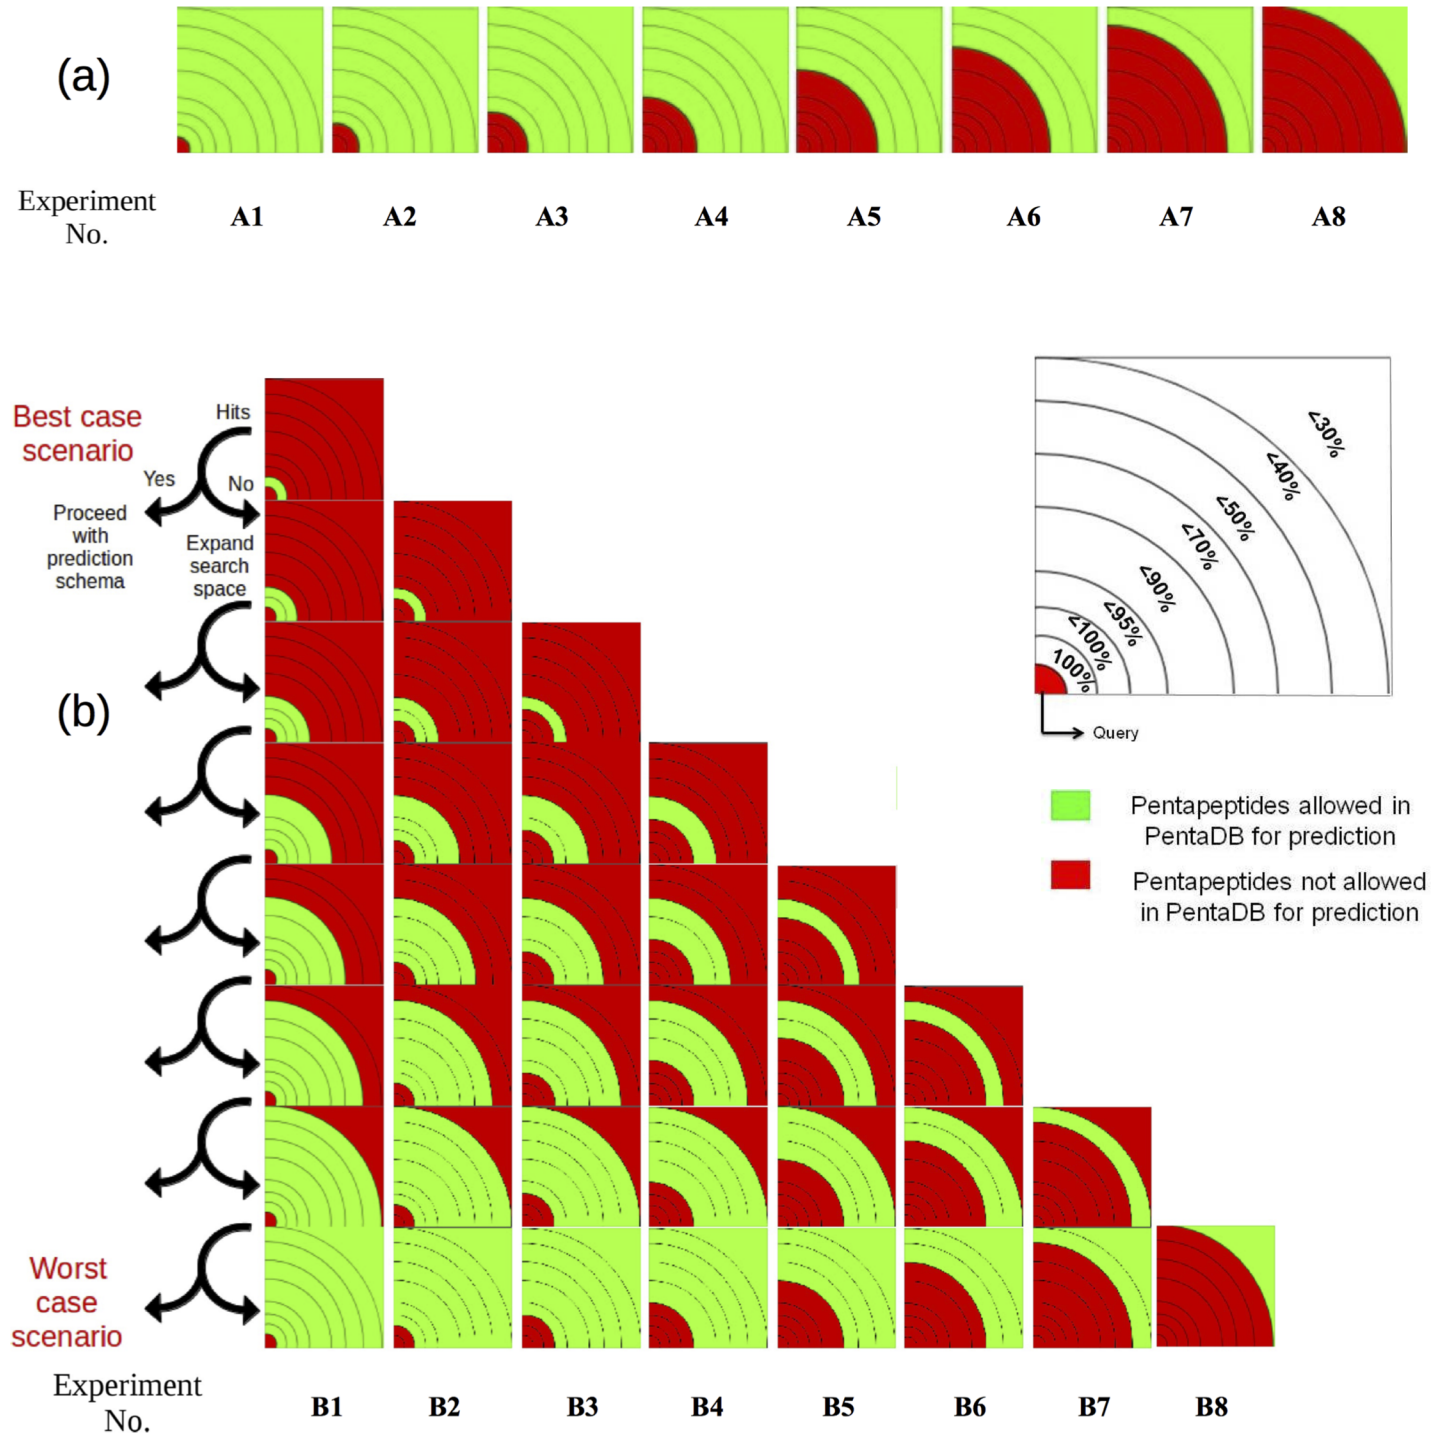 (a)
Experiment
No.
A1 A2 A3 A4 A5 A6 A7 A8
Best case
scenario
Hits
Yes
No
Proceed
with
prediction
schema
Expand
search
space
(b)
<30%
<40%
<50%
<70%
<90%
<95%
<100%
100%
Query
Pentapeptides allowed in
PentaDB for prediction
Pentapeptides not allowed
in PentaDB for prediction
Worst
case
scenario
Experiment
No.
B1 B2 B3 B4 B5 B6 B7 B8